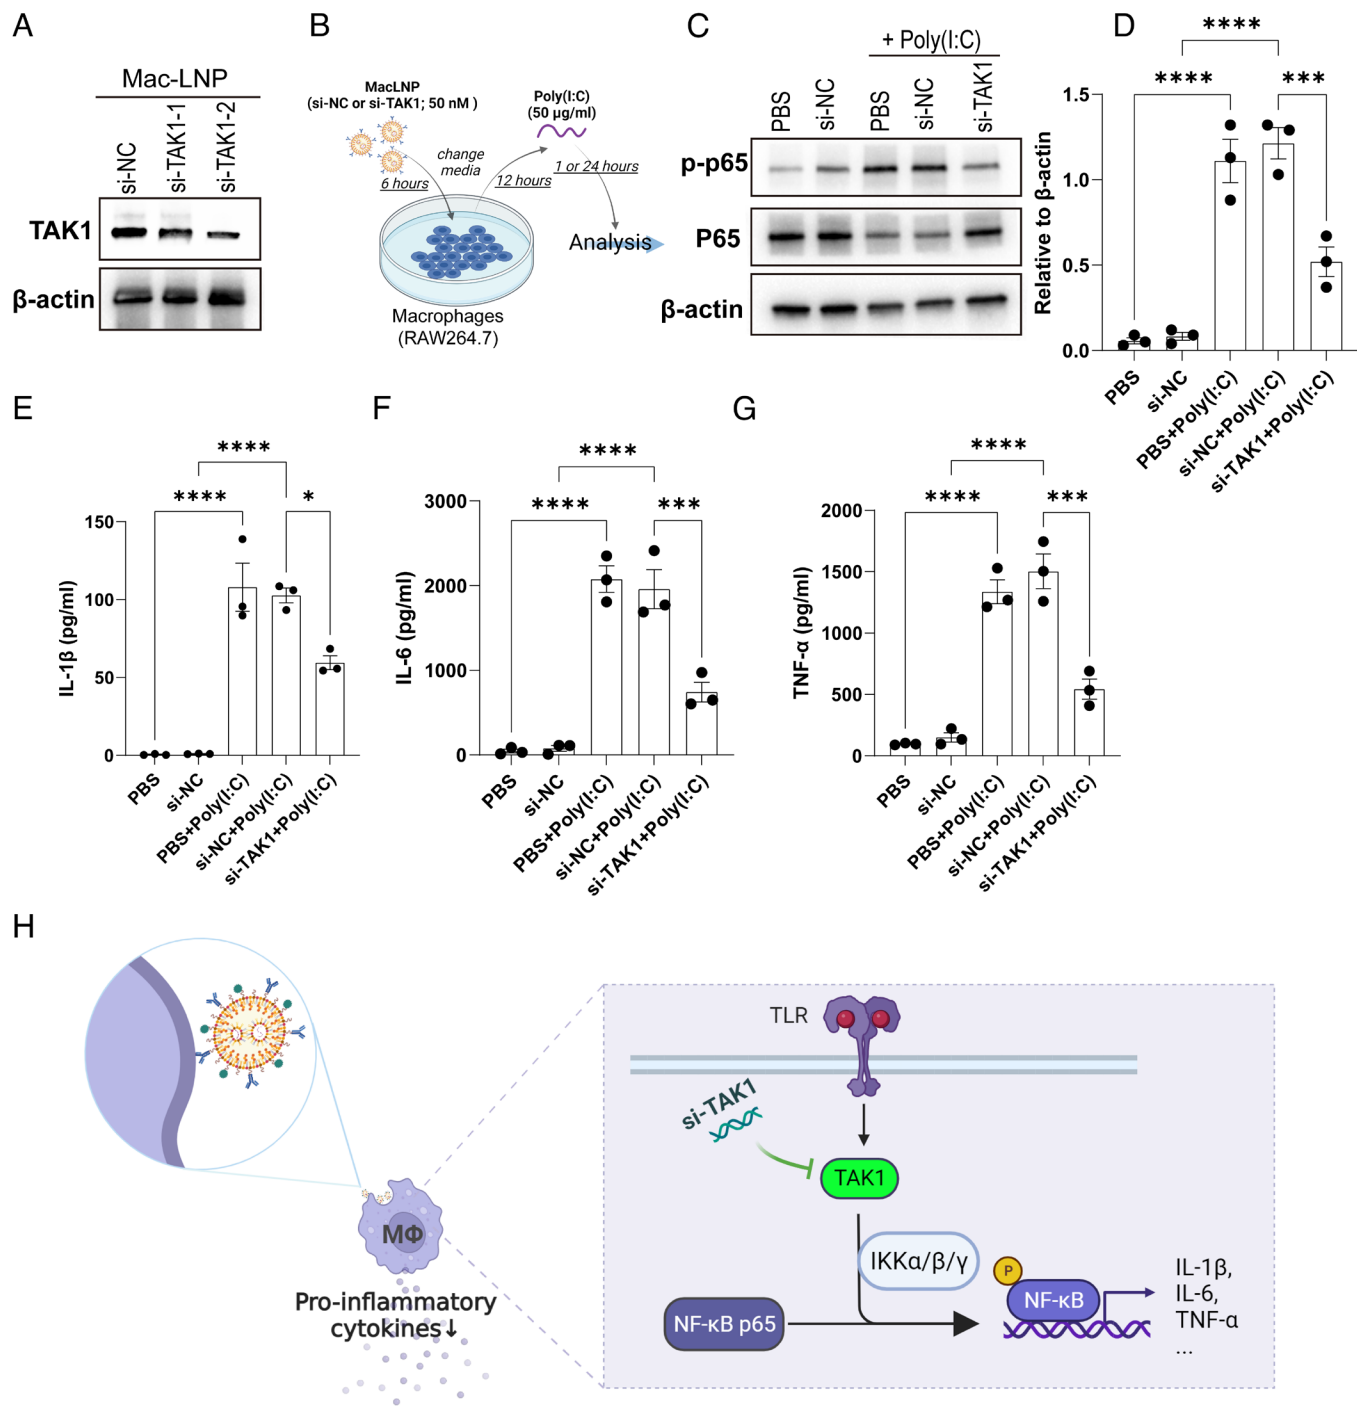 A
Mac-LNP
si-NC
si-TAK1-1
si-TAK1-2
TAK1
β-actin
B
MacLNP
(si-NC or si-TAK1; 50 nM )
Poly(I:C)
(50 μg/ml)
change
media
6 hours
12 hours
1 or 24 hours
Analysis
Macrophages
(RAW264.7)
C
+ Poly(I:C)
PBS
si-NC
PBS
si-NC
si-TAK1
p-p65
P65
β-actin
D
****
****
***
Relative to β-actin
1.5
1.0
0.5
0.0
PBS
si-NC
PBS+Poly(I:C)
si-NC+Poly(I:C)
si-TAK1+Poly(I:C)
E
****
****
*
IL-1β (pg/ml)
150
100
50
0
PBS
si-NC
PBS+Poly(I:C)
si-NC+Poly(I:C)
si-TAK1+Poly(I:C)
F
****
****
***
IL-6 (pg/ml)
3000
2000
1000
0
PBS
si-NC
PBS+Poly(I:C)
si-NC+Poly(I:C)
si-TAK1+Poly(I:C)
G
****
****
***
TNF-α (pg/ml)
2000
1500
1000
500
0
PBS
si-NC
PBS+Poly(I:C)
si-NC+Poly(I:C)
si-TAK1+Poly(I:C)
H
MΦ
Pro-inflammatory
cytokines↓
TLR
si-TAK1
TAK1
IKKα/β/γ
NF-κB p65
P
NF-κB
IL-1β,
IL-6,
TNF-α
...